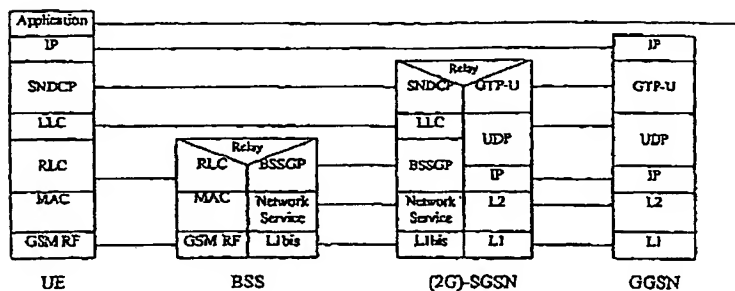 Application
IP
SNDCP
LLC
RLC
MAC
GSM RF
UE
Relay
RLC
BSSGP
MAC
Network
Service
GSM RF
L1bis
BSS
Relay
SNDCP
GTP-U
LLC
UDP
BSSGP
IP
Network
Service
L2
L1bis
L1
(2G)-SGSN
IP
GTP-U
UDP
IP
L2
L1
GGSN